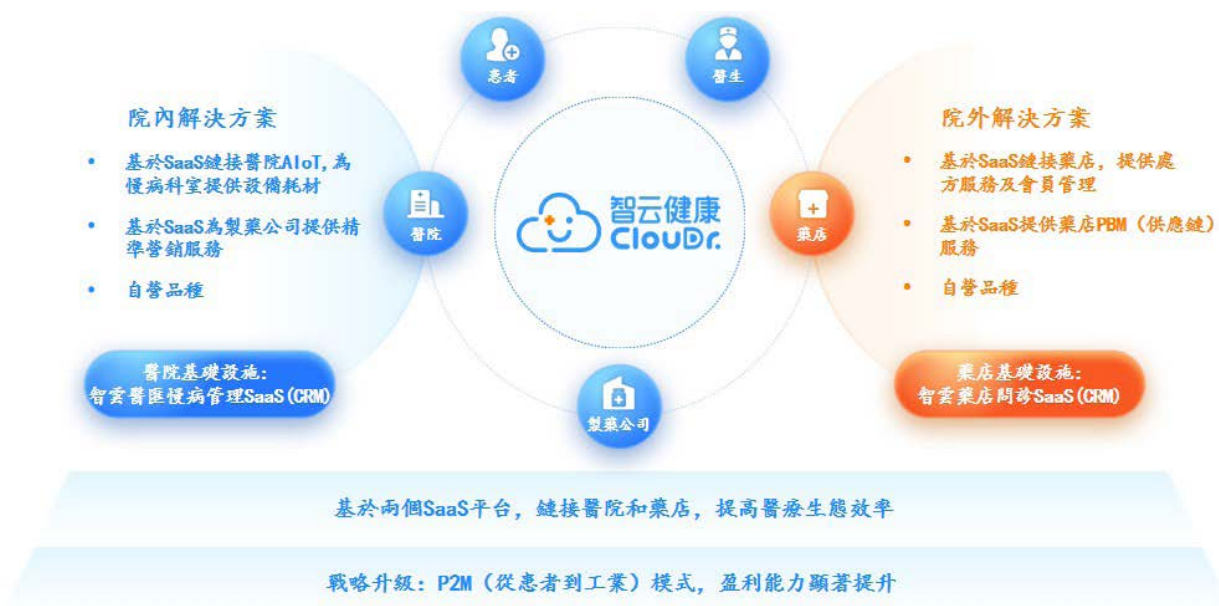 患者
醫生
院內解決方案
• 基於SaaS鏈接醫院AIoT, 為
慢病科室提供設備耗材
• 基於SaaS為製藥公司提供精
準營銷服務
• 自營品種
醫院
智云健康
ClouDr.
藥店
院外解決方案
• 基於SaaS鏈接藥店, 提供處
方服務及會員管理
• 基於SaaS提供藥店PBM（供應鏈）
服務
• 自營品種
醫院基礎設施:
智雲醫匯慢病管理SaaS(CRM)
藥店基礎設施:
智雲藥店問診SaaS(CRM)
製藥公司
基於兩個SaaS平台, 鏈接醫院和藥店, 提高醫療生態效率
戰略升級: P2M（從患者到工業）模式, 盈利能力顯著提升